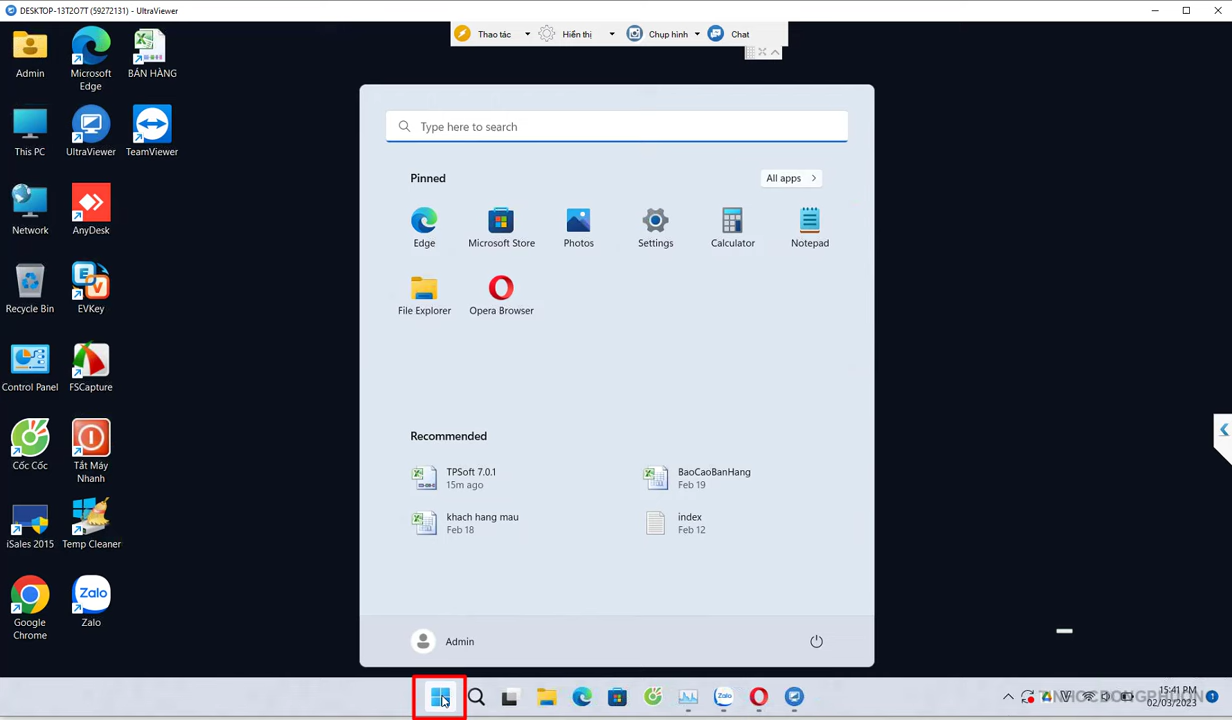 DESKTOP-13T2O7T (59272131) - UltraViewer
Thao tác
Hiển thị
Chụp hình
Chat
Admin
Microsoft
Edge
BÁN HÀNG
This PC
UltraViewer
TeamViewer
Network
AnyDesk
Recycle Bin
EVKey
Control Panel
FSCapture
Cốc Cốc
Tắt Máy
Nhanh
iSales 2015
Temp Cleaner
Google
Chrome
Zalo
Zalo
Type here to search
Pinned
All apps
Edge
Microsoft Store
Photos
Settings
Calculator
Notepad
File Explorer
Opera Browser
Recommended
TPSoft 7.0.1
15m ago
BaoCaoBanHang
Feb 19
khach hang mau
Feb 18
index
Feb 12
Admin
Zalo
15:41 PM
02/03/2023
TINHOCDONGPHUON